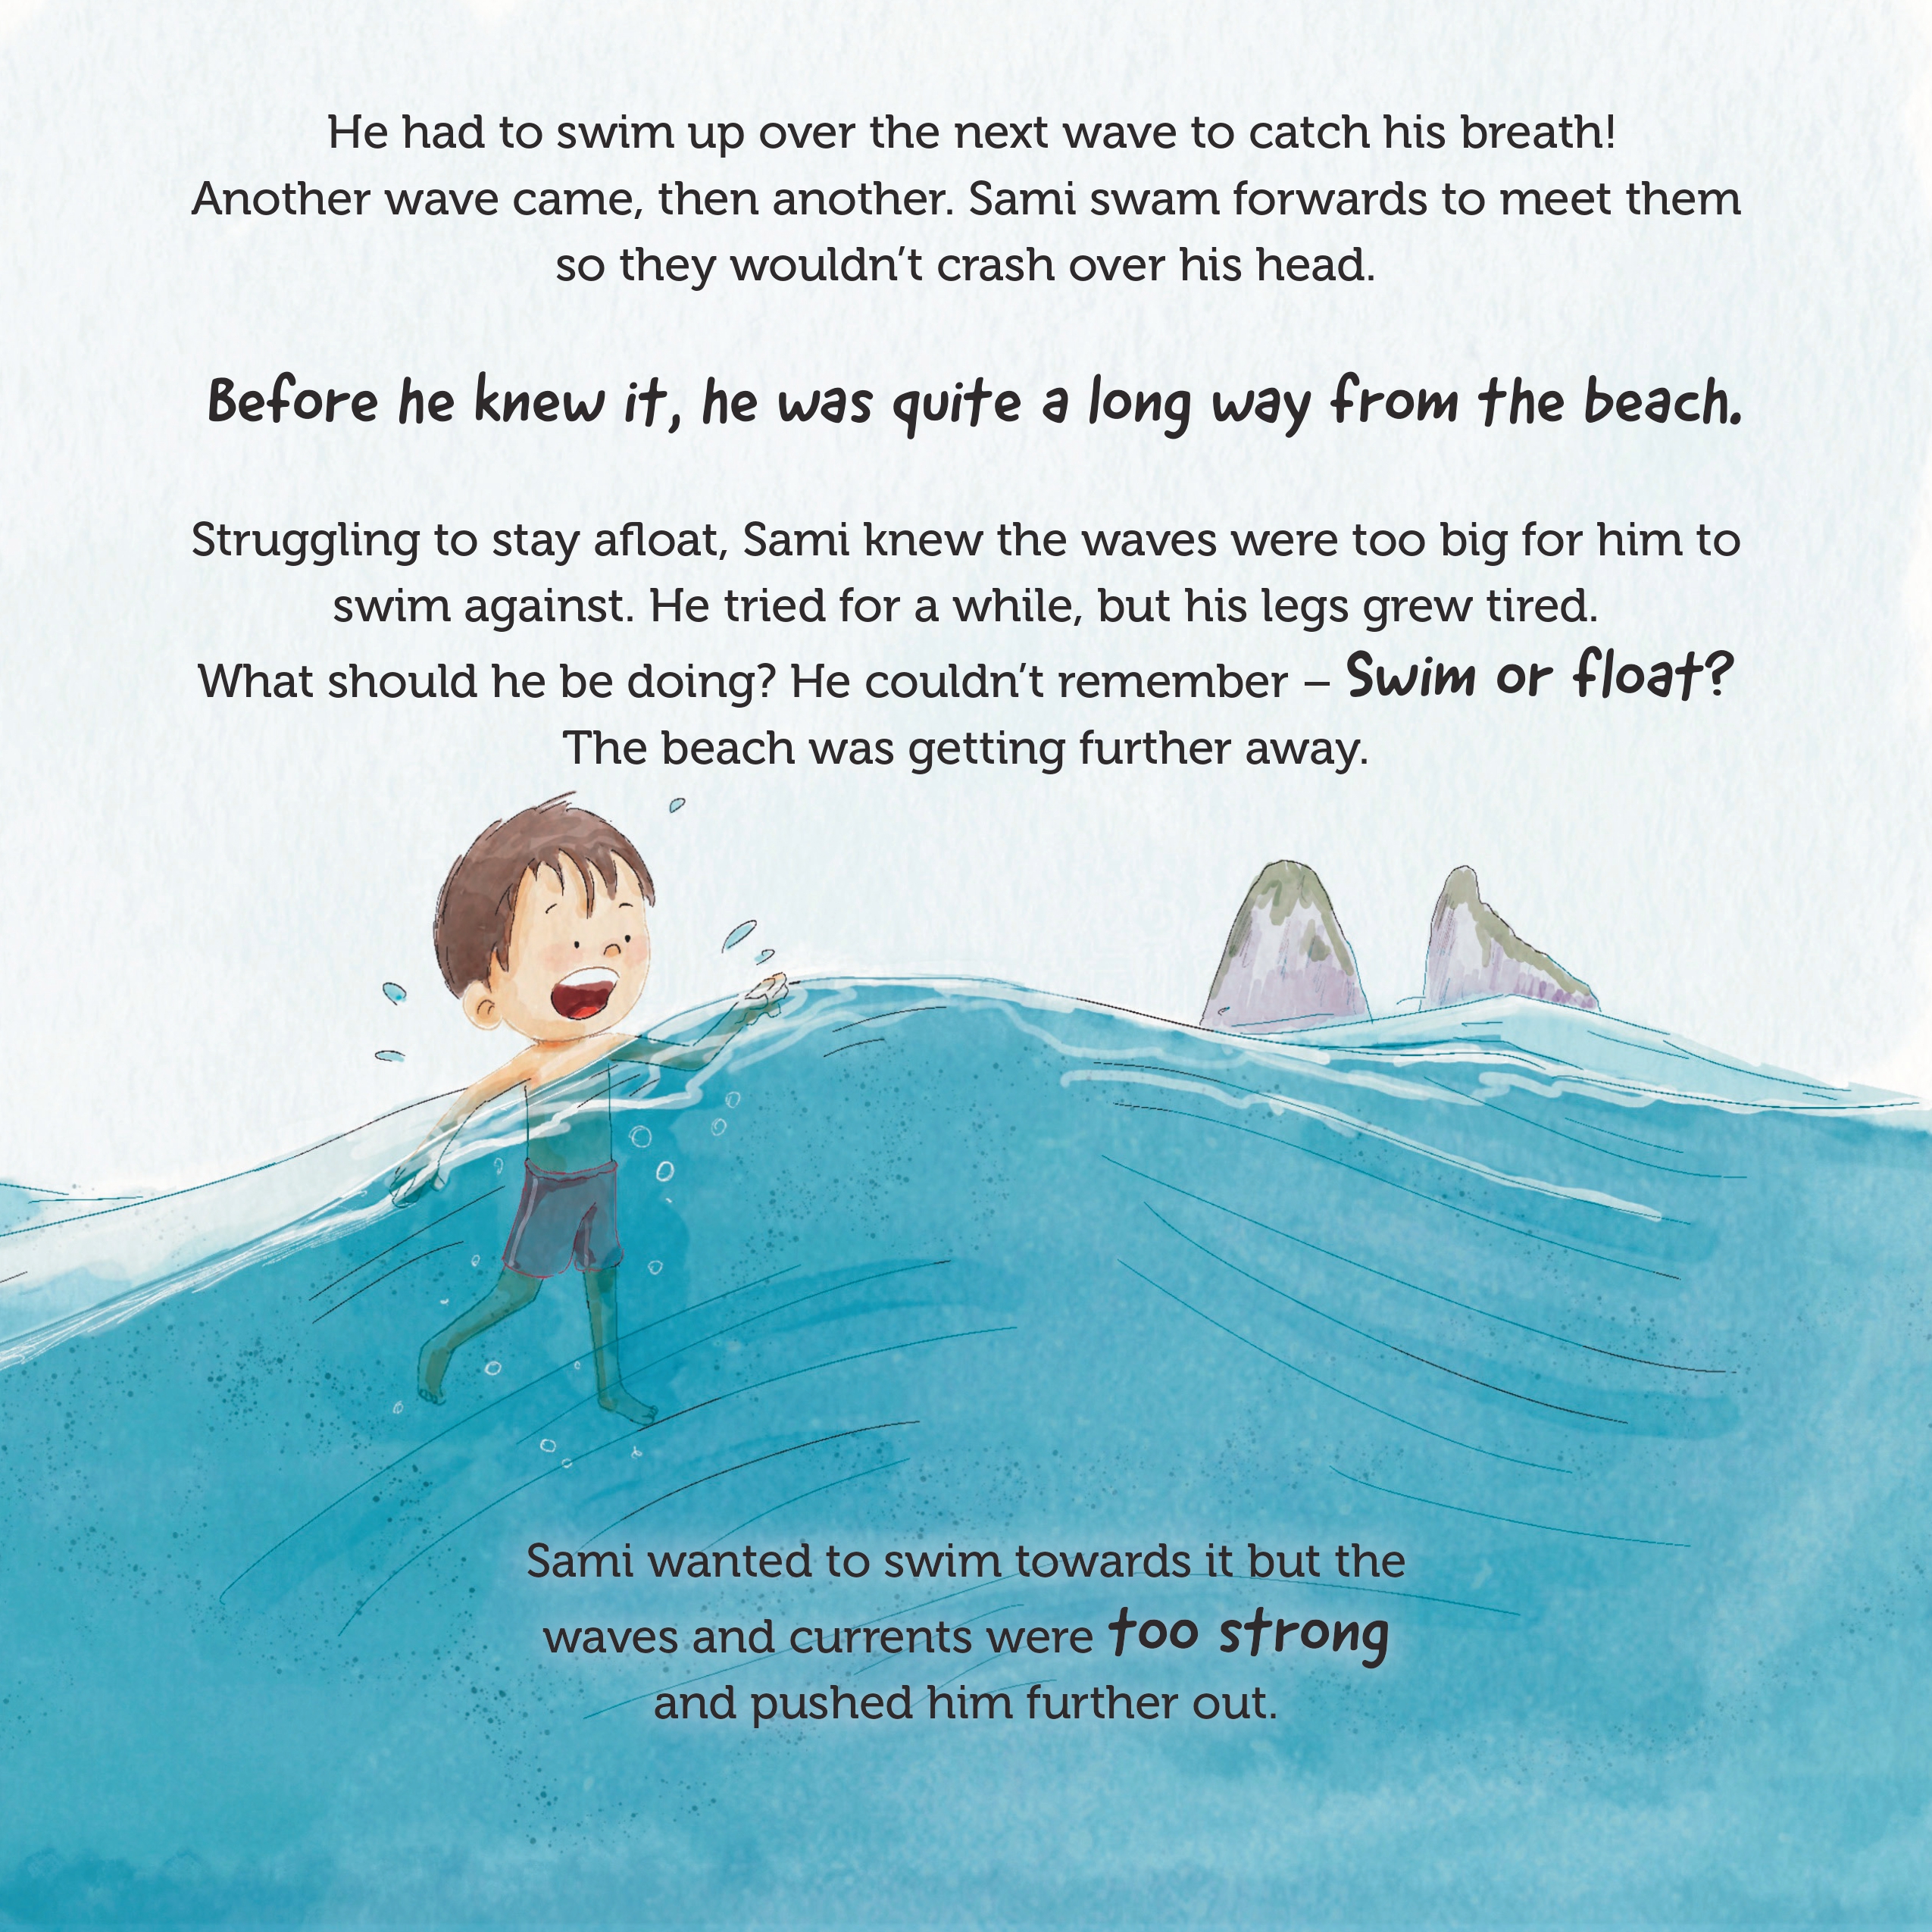 He had to swim up over the next wave to catch his breath!
Another wave came, then another. Sami swam forwards to meet them
so they wouldn’t crash over his head.
Before he knew it, he was quite a long way from the beach.
Struggling to stay afloat, Sami knew the waves were too big for him to
swim against. He tried for a while, but his legs grew tired.
What should he be doing? He couldn’t remember – Swim or float?
The beach was getting further away.
Sami wanted to swim towards it but the
waves and currents were too strong
and pushed him further out.